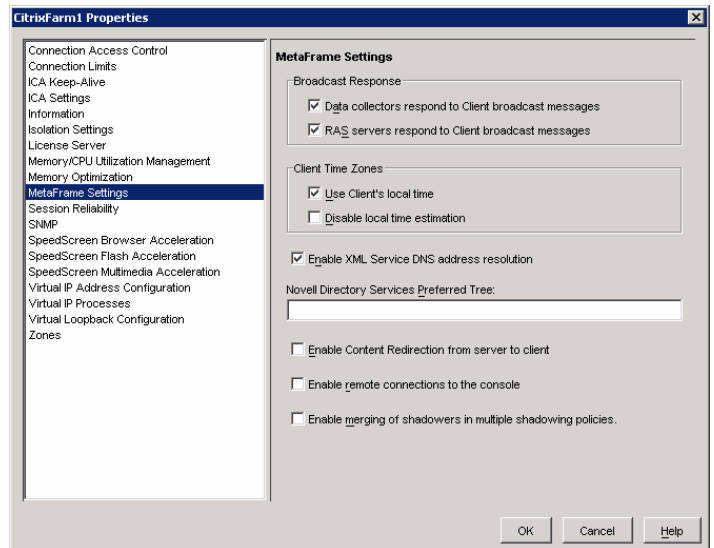 CitrixFarm1 Properties
Connection Access Control
Connection Limits
ICA Keep-Alive
ICA Settings
Information
Isolation Settings
License Server
Memory/CPU Utilization Management
Memory Optimization
MetaFrame Settings
Session Reliability
SNMP
SpeedScreen Browser Acceleration
SpeedScreen Flash Acceleration
SpeedScreen Multimedia Acceleration
Virtual IP Address Configuration
Virtual IP Processes
Virtual Loopback Configuration
Zones
MetaFrame Settings
Broadcast Response
Data collectors respond to Client broadcast messages
RAS servers respond to Client broadcast messages
Client Time Zones
Use Client's local time
Disable local time estimation
Enable XML Service DNS address resolution
Novell Directory Services Preferred Tree:
Enable Content Redirection from server to client
Enable remote connections to the console
Enable merging of shadowers in multiple shadowing policies.
OK
Cancel
Help